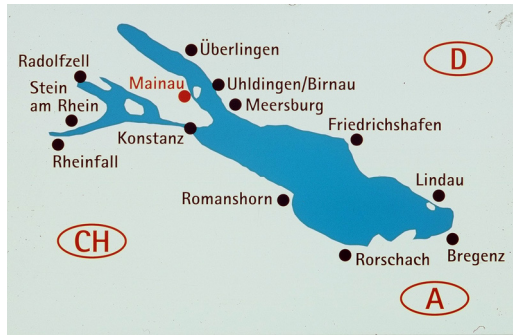 Überlingen
D
Radolfzell
Mainau
Uhldingen/Birnau
Stein
am Rhein
Meersburg
Konstanz
Friedrichshafen
Rheinfall
Lindau
Romanshorn
CH
Rorschach
Bregenz
A